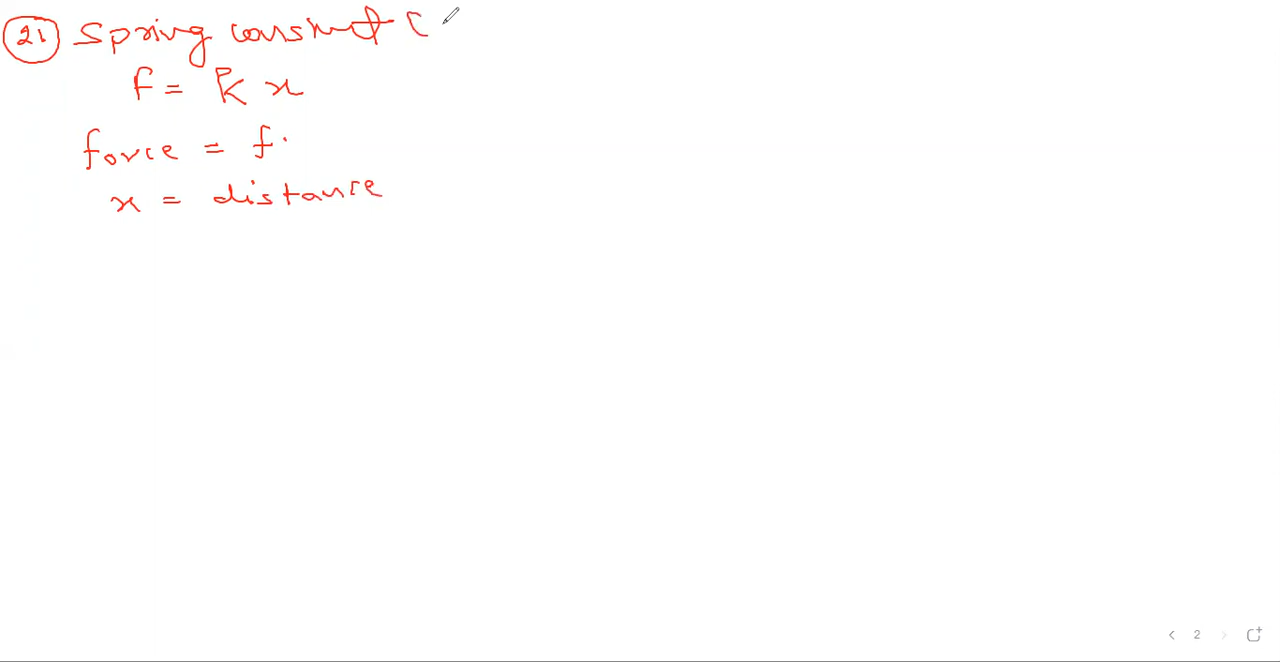 21 Spring constant (
f = k x
force = f.
x = distance
2